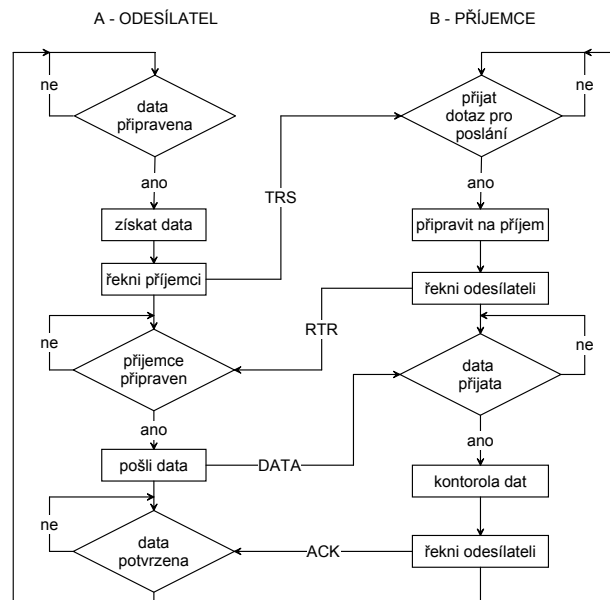 A - ODESÍLATEL
B - PŘÍJEMCE
ne
data
připravena
ano
získat data
řekni příjemci
TRS
přijat
dotaz pro
poslání
ne
ano
připravit na příjem
řekni odesílateli
RTR
ne
příjemce
připraven
ano
pošli data
DATA
data
přijata
ne
ano
kontorola dat
řekni odesílateli
ACK
ne
data
potvrzena